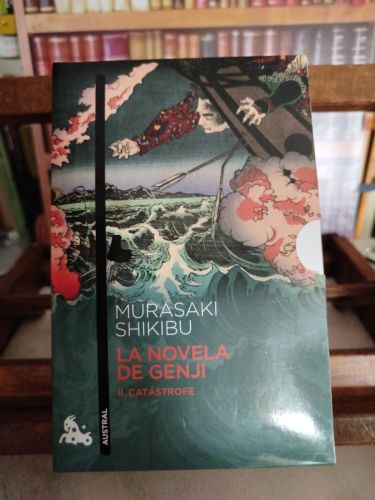 MURASAKI
SHIKIBU
LA NOVELA
DE GENJI
II. CATÁSTROFE
AUSTRAL